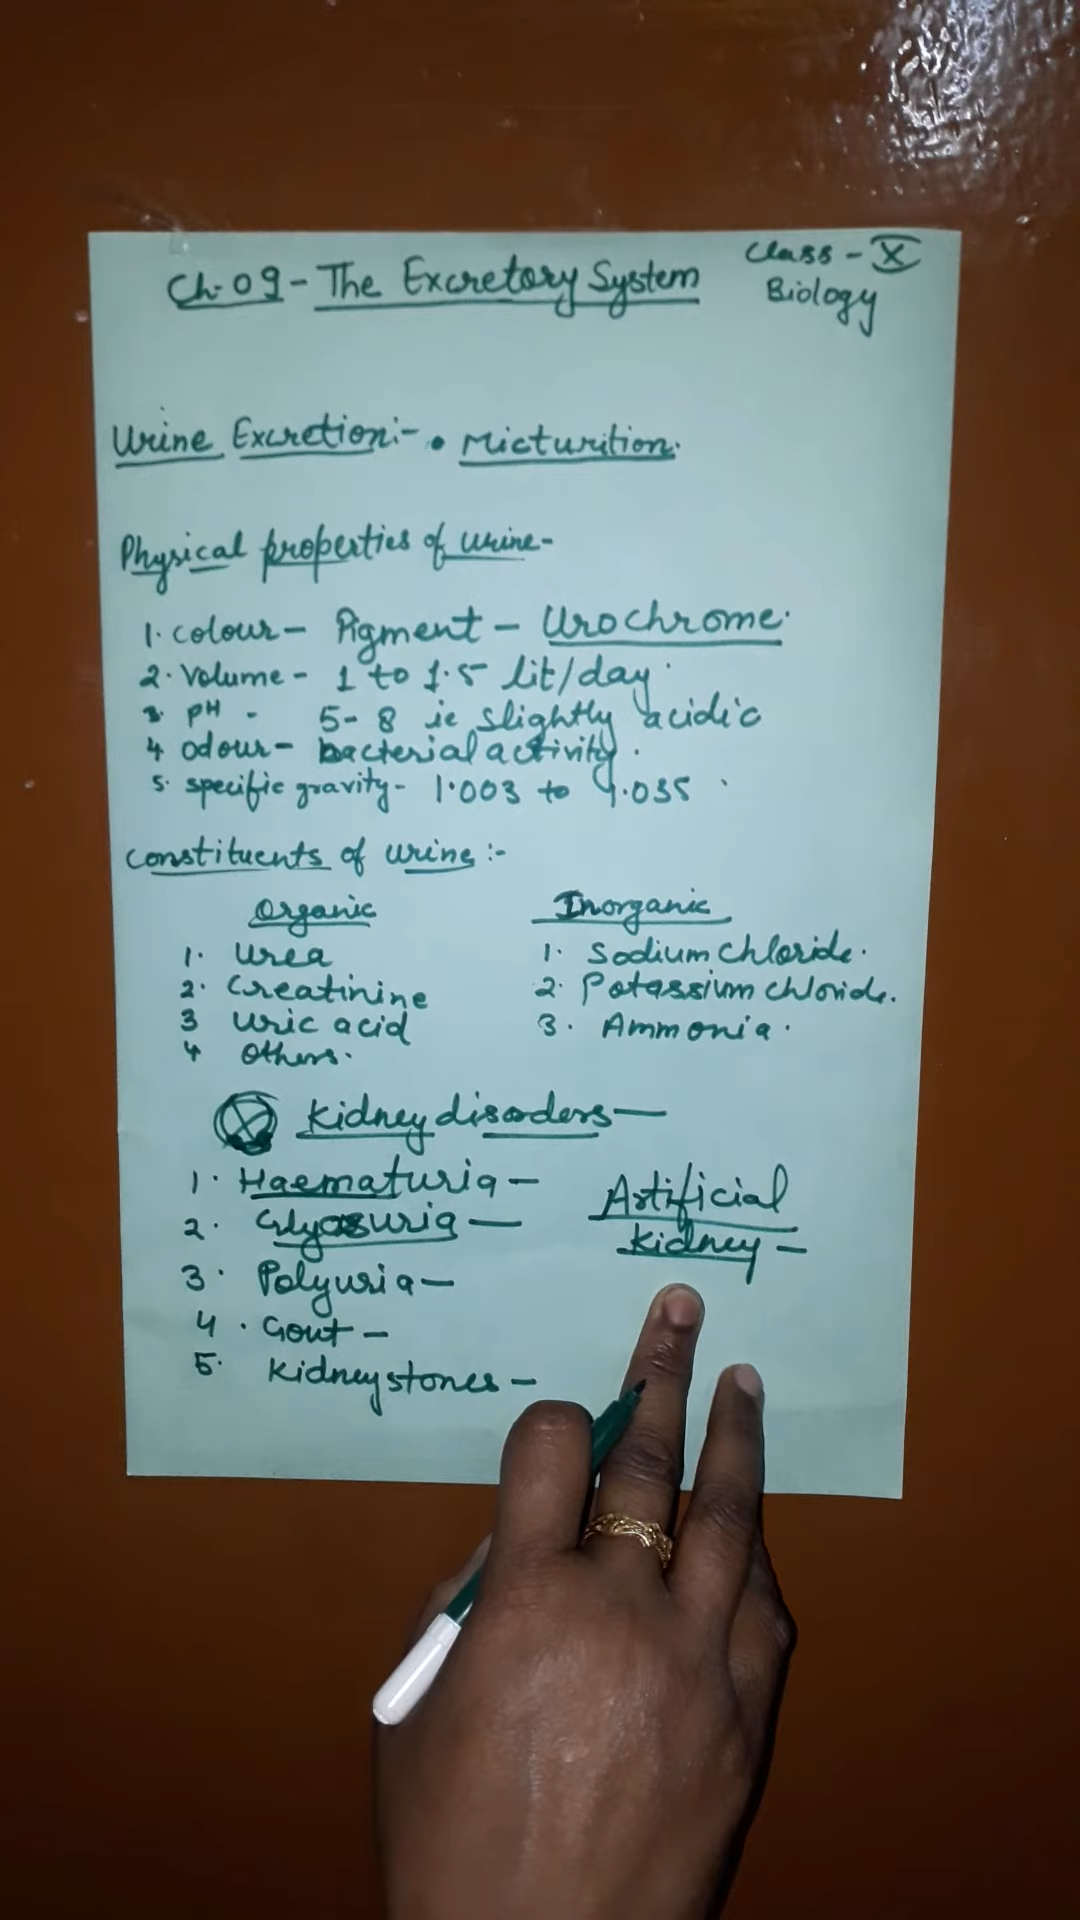 Ch-09 - The Excretory System
Class - X
Biology
Urine Excretion:- • Micturition.
Physical properties of urine-
1. colour - Pigment - Urochrome.
2. Volume - 1 to 1.5 lit/day.
3. pH - 5-8 ie slightly acidic
4 odour - bacterial activity.
5. specific gravity - 1.003 to 1.035
constituents of urine:-
Organic
Inorganic
1. Urea
1. Sodium chloride.
2. Creatinine
2. Potassium chloride.
3 Uric acid
3. Ammonia.
4 Others.
Kidney disorders -
1. Haematuria -
2. Glyosuria -
3. Polyuria -
4. Gout -
5. Kidney stones -
Artificial
Kidney -